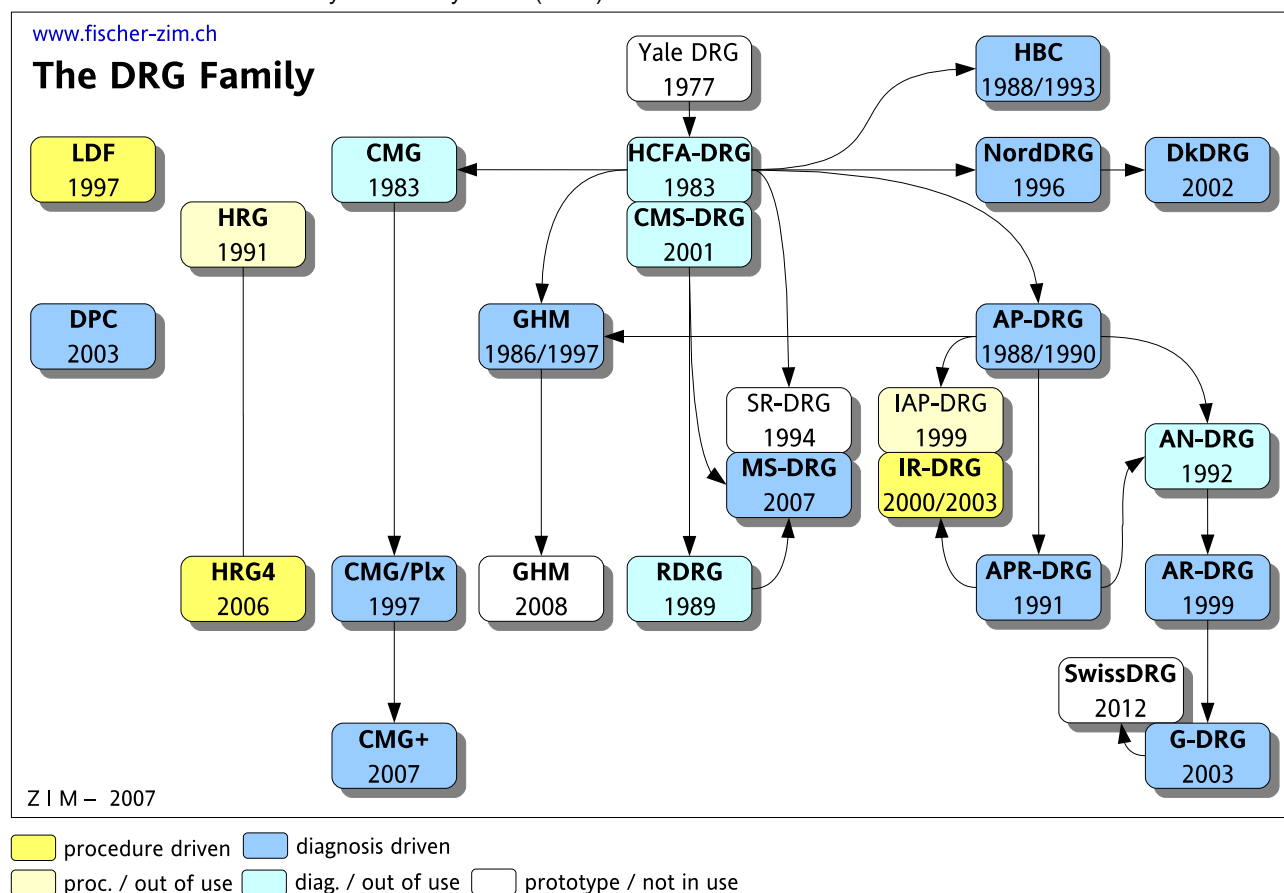 www.fischer-zim.ch
The DRG Family
Yale DRG
1977
HBC
1988/1993
LDF
1997
CMG
1983
HCFA-DRG
1983
NordDRG
1996
DkDRG
2002
HRG
1991
CMS-DRG
2001
DPC
2003
GHM
1986/1997
AP-DRG
1988/1990
SR-DRG
1994
IAP-DRG
1999
AN-DRG
1992
MS-DRG
2007
IR-DRG
2000/2003
HRG4
2006
CMG/Plx
1997
GHM
2008
RDRG
1989
APR-DRG
1991
AR-DRG
1999
SwissDRG
2012
CMG+
2007
G-DRG
2003
Z I M – 2007
procedure driven
diagnosis driven
proc. / out of use
diag. / out of use
prototype / not in use